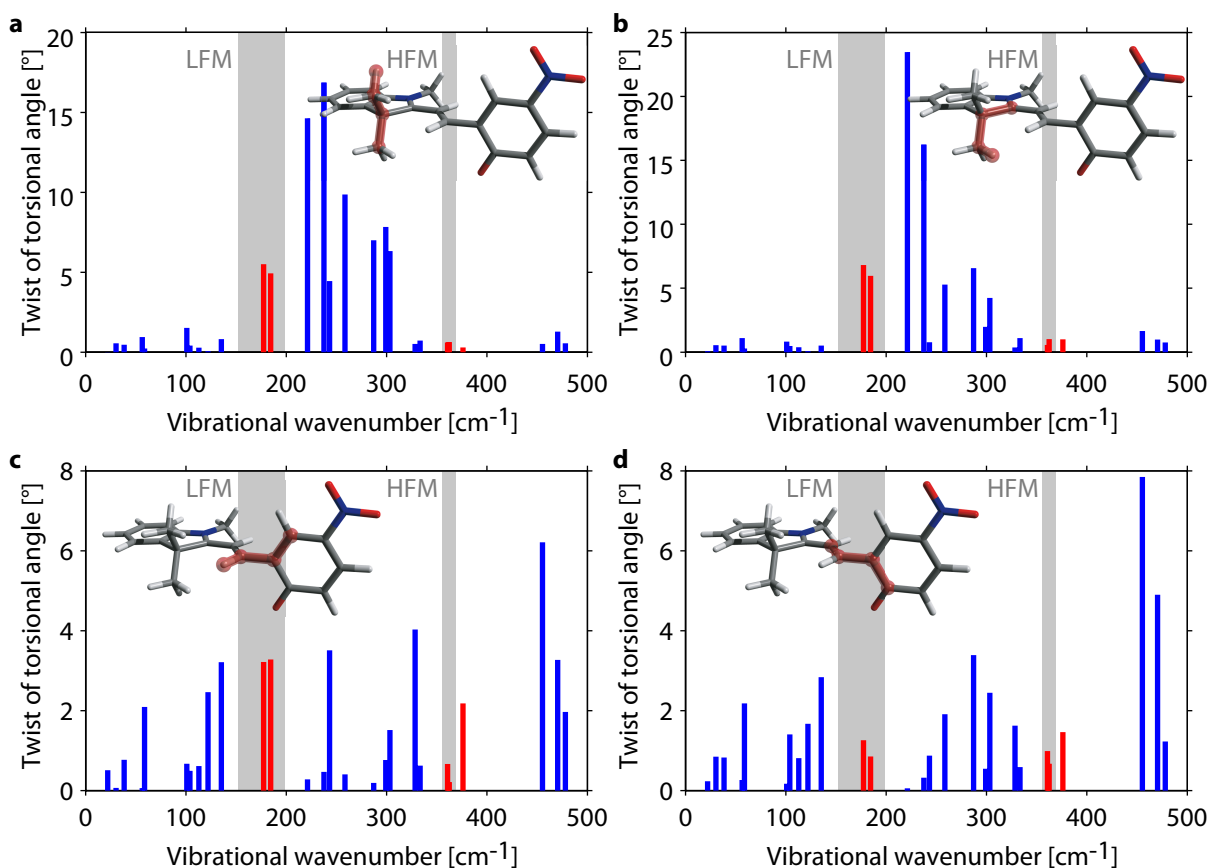 a
Twist of torsional angle [°]
20
15
10
5
0
LFM
HFM
0 100 200 300 400 500
Vibrational wavenumber [cm-1]
b
Twist of torsional angle [°]
25
20
15
10
5
0
LFM
HFM
0 100 200 300 400 500
Vibrational wavenumber [cm-1]
c
Twist of torsional angle [°]
8
6
4
2
0
LFM
HFM
0 100 200 300 400 500
Vibrational wavenumber [cm-1]
d
Twist of torsional angle [°]
8
6
4
2
0
LFM
HFM
0 100 200 300 400 500
Vibrational wavenumber [cm-1]